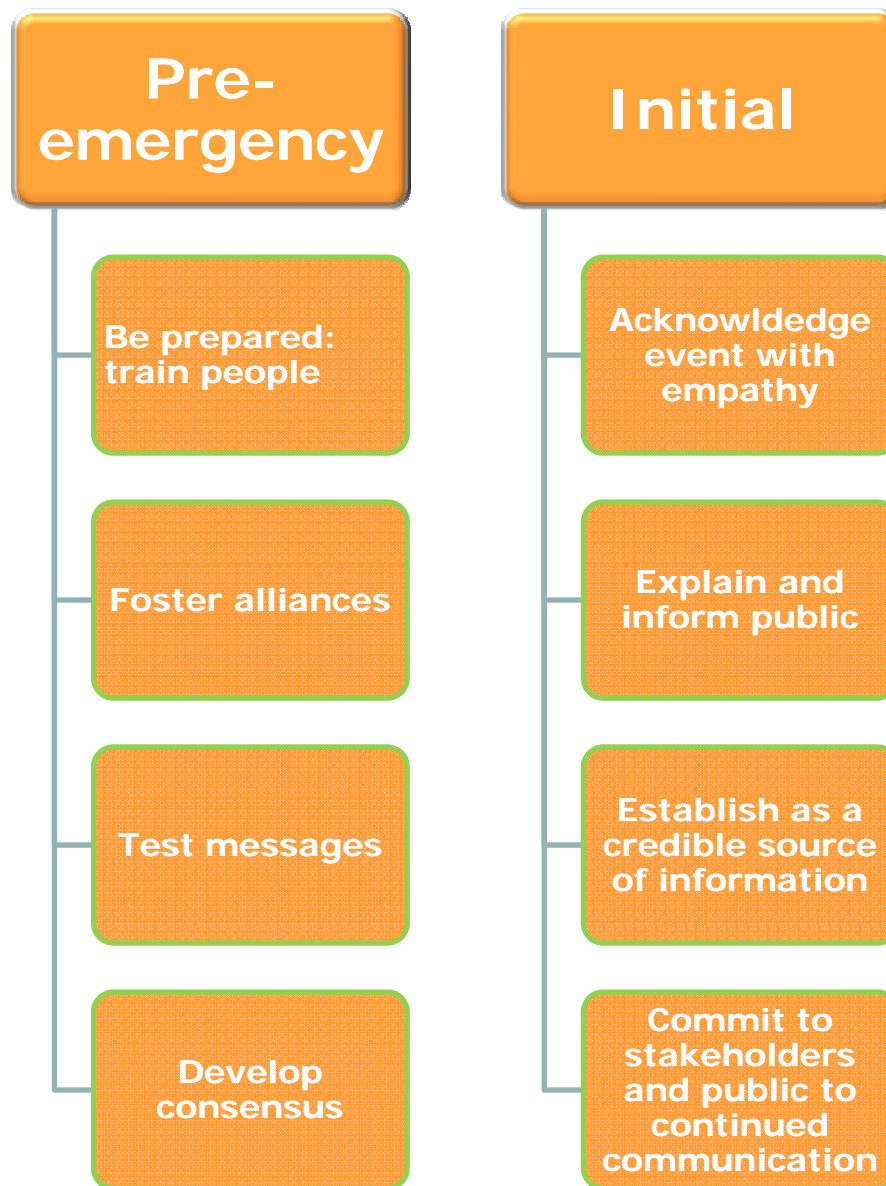 Pre-
emergency
Be prepared:
train people
Foster alliances
Test messages
Develop
consensus
Initial
Acknowldedge
event with
empathy
Explain and
inform public
Establish as a
credible source
of information
Commit to
stakeholders
and public to
continued
communication